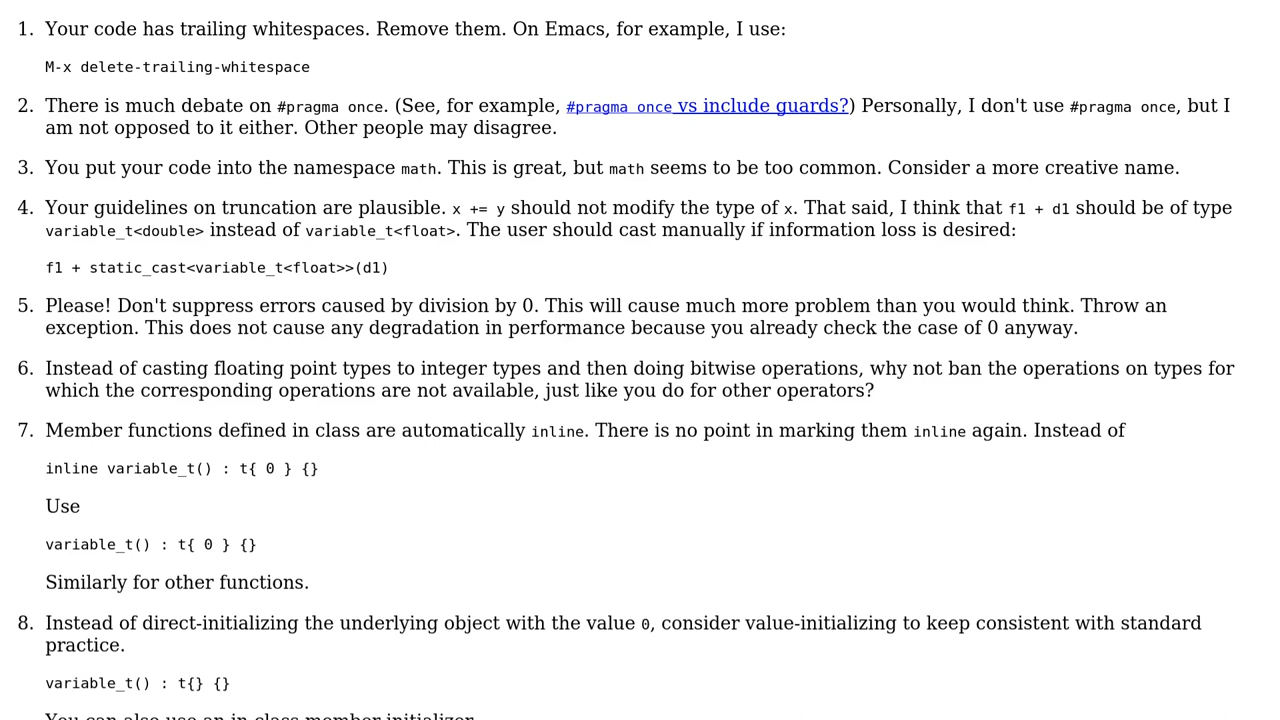 1. Your code has trailing whitespaces. Remove them. On Emacs, for example, I use:
M-x delete-trailing-whitespace
2. There is much debate on #pragma once. (See, for example, #pragma once vs include guards?) Personally, I don't use #pragma once, but I
am not opposed to it either. Other people may disagree.
3. You put your code into the namespace math. This is great, but math seems to be too common. Consider a more creative name.
4. Your guidelines on truncation are plausible. x += y should not modify the type of x. That said, I think that f1 + d1 should be of type
variable_t<double> instead of variable_t<float>. The user should cast manually if information loss is desired:
f1 + static_cast<variable_t<float>>(d1)
5. Please! Don't suppress errors caused by division by 0. This will cause much more problem than you would think. Throw an
exception. This does not cause any degradation in performance because you already check the case of 0 anyway.
6. Instead of casting floating point types to integer types and then doing bitwise operations, why not ban the operations on types for
which the corresponding operations are not available, just like you do for other operators?
7. Member functions defined in class are automatically inline. There is no point in marking them inline again. Instead of
inline variable_t() : t{ 0 } {}
Use
variable_t() : t{ 0 } {}
Similarly for other functions.
8. Instead of direct-initializing the underlying object with the value 0, consider value-initializing to keep consistent with standard
practice.
variable_t() : t{} {}
You can also use an in-class member initializer.